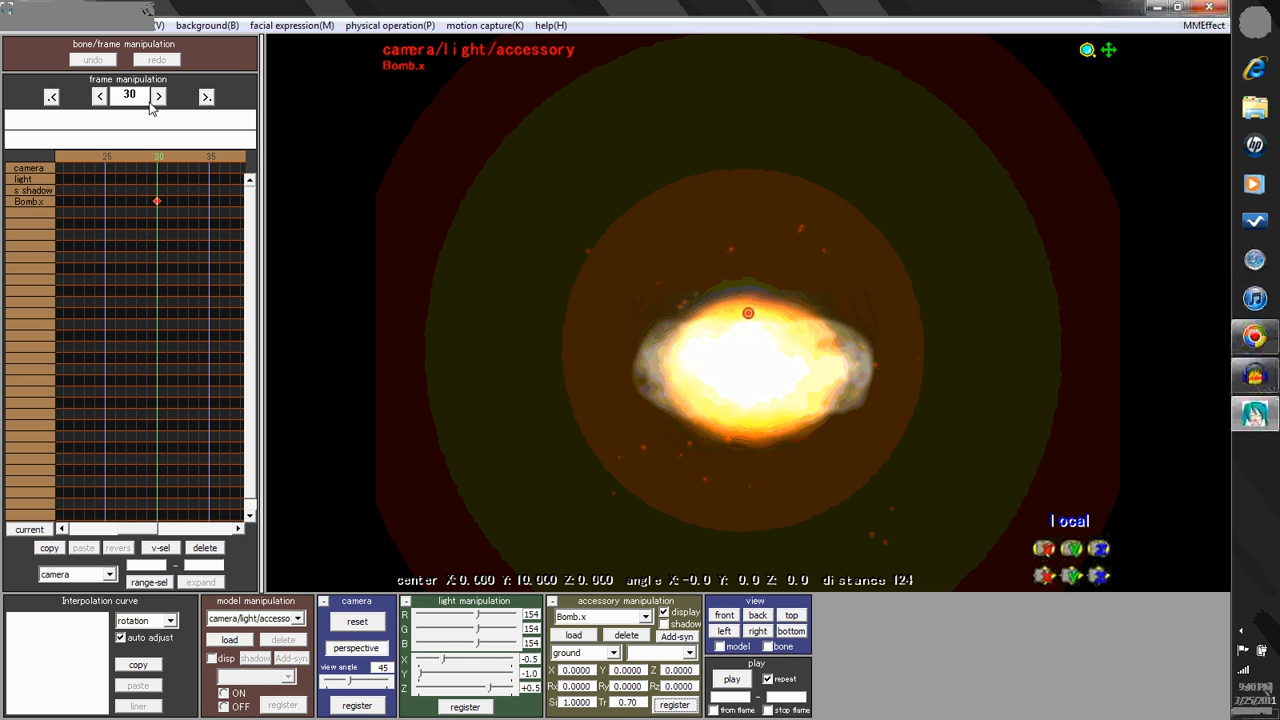 (V) background(B) facial expression(M) physical operation(P) motion capture(K) help(H) MMEffect
bone/frame manipulation
undo redo
frame manipulation
.< < 30 > >.
25 30 35
camera
light
s shadow
Bomb.x
current
copy paste revers v-sel delete
camera -
range-sel expand
camera/light/accessory
Bomb.x
local
center X:0.000 Y:10.000 Z:0.000 angle X:-0.0 Y: 0.0 Z: 0.0 distance 124
Interpolation curve
rotation
auto adjust
copy
paste
liner
model manipulation
camera/light/accesso
load delete
disp shadow Add-syn
ON
OFF register
- camera
reset
perspective
view angle 45
register
- light manipulation
R 154
G 154
B 154
X -0.5
Y -1.0
Z +0.5
register
- accessory manipulation
Bomb.x display
shadow
load delete Add-syn
ground
X 0.0000 Y 0.0000 Z 0.0000
Rx 0.0000 Ry 0.0000 Rz 0.0000
Si 1.0000 Tr 0.70 register
view
front back top
left right bottom
model bone
play
play repeat
-
from flame stop flame
hp
9:40 PM
7/25/2011